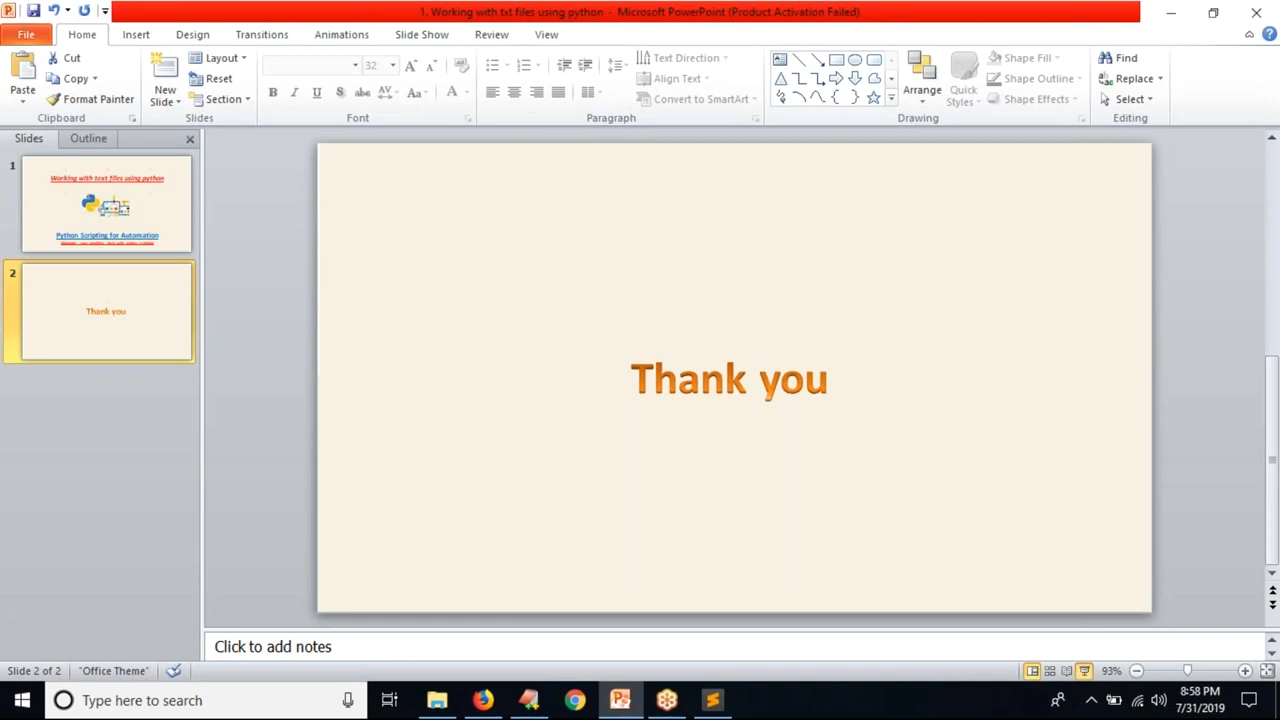 1. Working with txt files using python - Microsoft PowerPoint (Product Activation Failed)
File Home Insert Design Transitions Animations Slide Show Review View
Paste
Cut
Copy
Format Painter
Clipboard
New Slide
Layout
Reset
Section
Slides
32
Font
Text Direction
Align Text
Convert to SmartArt
Paragraph
Arrange
Quick Styles
Shape Fill
Shape Outline
Shape Effects
Drawing
Find
Replace
Select
Editing
Slides Outline
1
Working with text files using python
Python Scripting for Automation
2
Thank you
Thank you
Click to add notes
Slide 2 of 2 "Office Theme" 93%
Type here to search
8:58 PM
7/31/2019